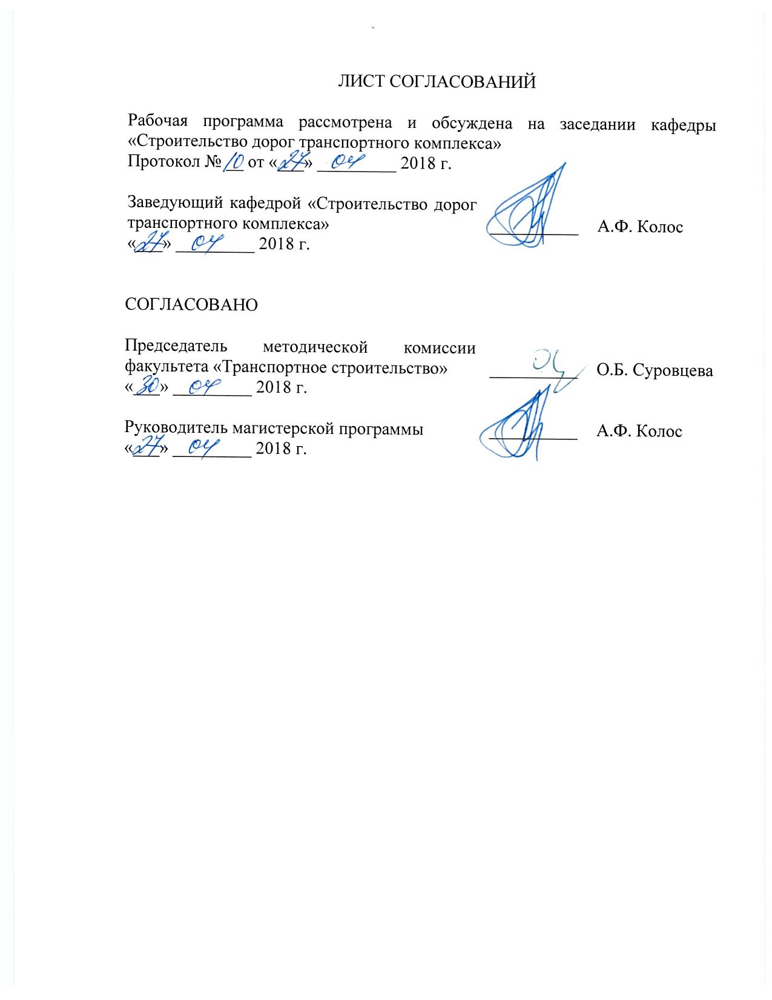 ЛИСТ СОГЛАСОВАНИЙ
Рабочая программа рассмотрена и обсуждена на заседании кафедры
«Строительство дорог транспортного комплекса»
Протокол № 10 от «27» 04 2018 г.
Заведующий кафедрой «Строительство дорог
транспортного комплекса» А.Ф. Колос
«27» 04 2018 г.
СОГЛАСОВАНО
Председатель методической комиссии
факультета «Транспортное строительство» О.Б. Суровцева
«30» 04 2018 г.
Руководитель магистерской программы А.Ф. Колос
«27» 04 2018 г.